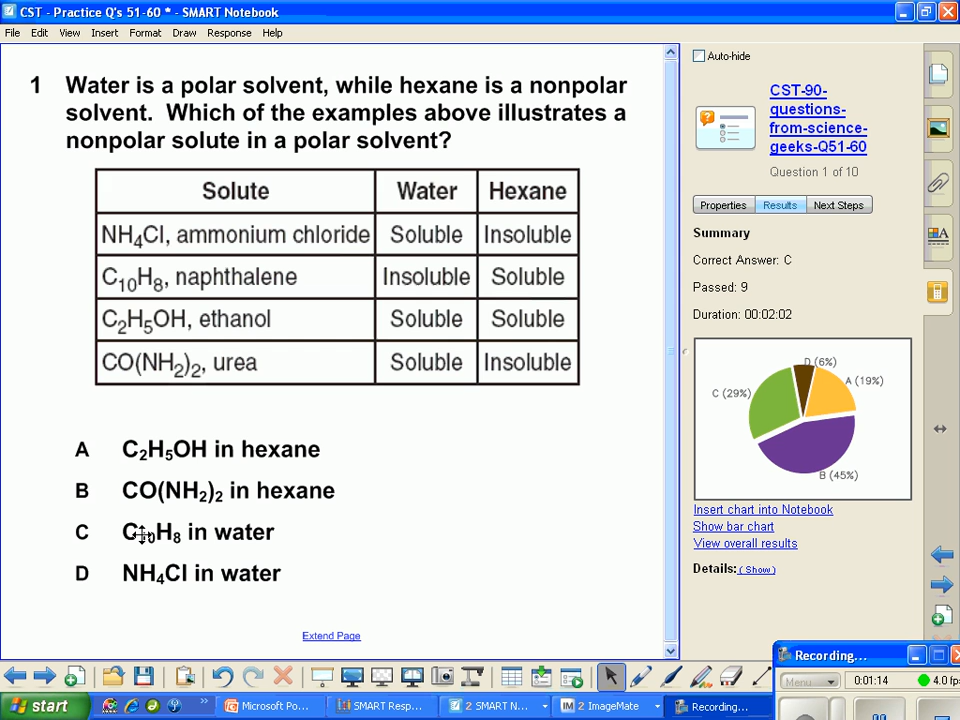 CST - Practice Q's 51-60 * - SMART Notebook
File Edit View Insert Format Draw Response Help
1 Water is a polar solvent, while hexane is a nonpolar
solvent. Which of the examples above illustrates a
nonpolar solute in a polar solvent?
Solute Water Hexane
NH4Cl, ammonium chloride Soluble Insoluble
C10H8, naphthalene Insoluble Soluble
C2H5OH, ethanol Soluble Soluble
CO(NH2)2, urea Soluble Insoluble
A C2H5OH in hexane
B CO(NH2)2 in hexane
C C10H8 in water
D NH4Cl in water
Extend Page
Auto-hide
CST-90-
questions-
from-science-
geeks-Q51-60
Question 1 of 10
Properties Results Next Steps
Summary
Correct Answer: C
Passed: 9
Duration: 00:02:02
D (6%)
A (19%)
C (29%)
B (45%)
Insert chart into Notebook
Show bar chart
View overall results
Details: ( Show )
Recording...
Menu 0:01:14 4.0 fp
start Microsoft Po... SMART Resp... 2 SMART N... IM 2 ImageMate Recording...